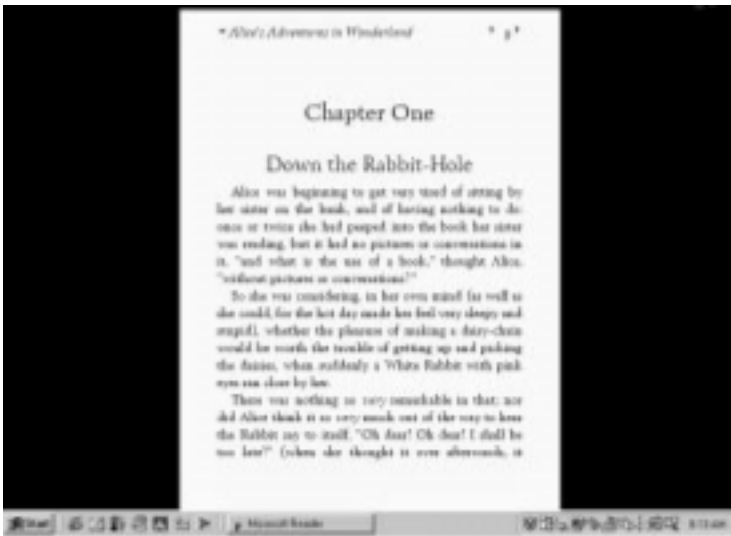 Alice's Adventures in Wonderland
Chapter One
Down the Rabbit-Hole
Alice was beginning to get very tired of sitting by
her sister on the bank, and of having nothing to do:
once or twice she had peeped into the book her sister
was reading, but it had no pictures or conversations in
it, "and what is the use of a book," thought Alice,
"without pictures or conversations?"
So she was considering, in her own mind (as well as
she could, for the hot day made her feel very sleepy and
stupid), whether the pleasure of making a daisy-chain
would be worth the trouble of getting up and picking
the daisies, when suddenly a White Rabbit with pink
eyes ran close by her.
There was nothing so very remarkable in that; nor
did Alice think it so very much out of the way to hear
the Rabbit say to itself, "Oh dear! Oh dear! I shall be
too late!" (when she thought it over afterwards, it
Start
Microsoft Reader